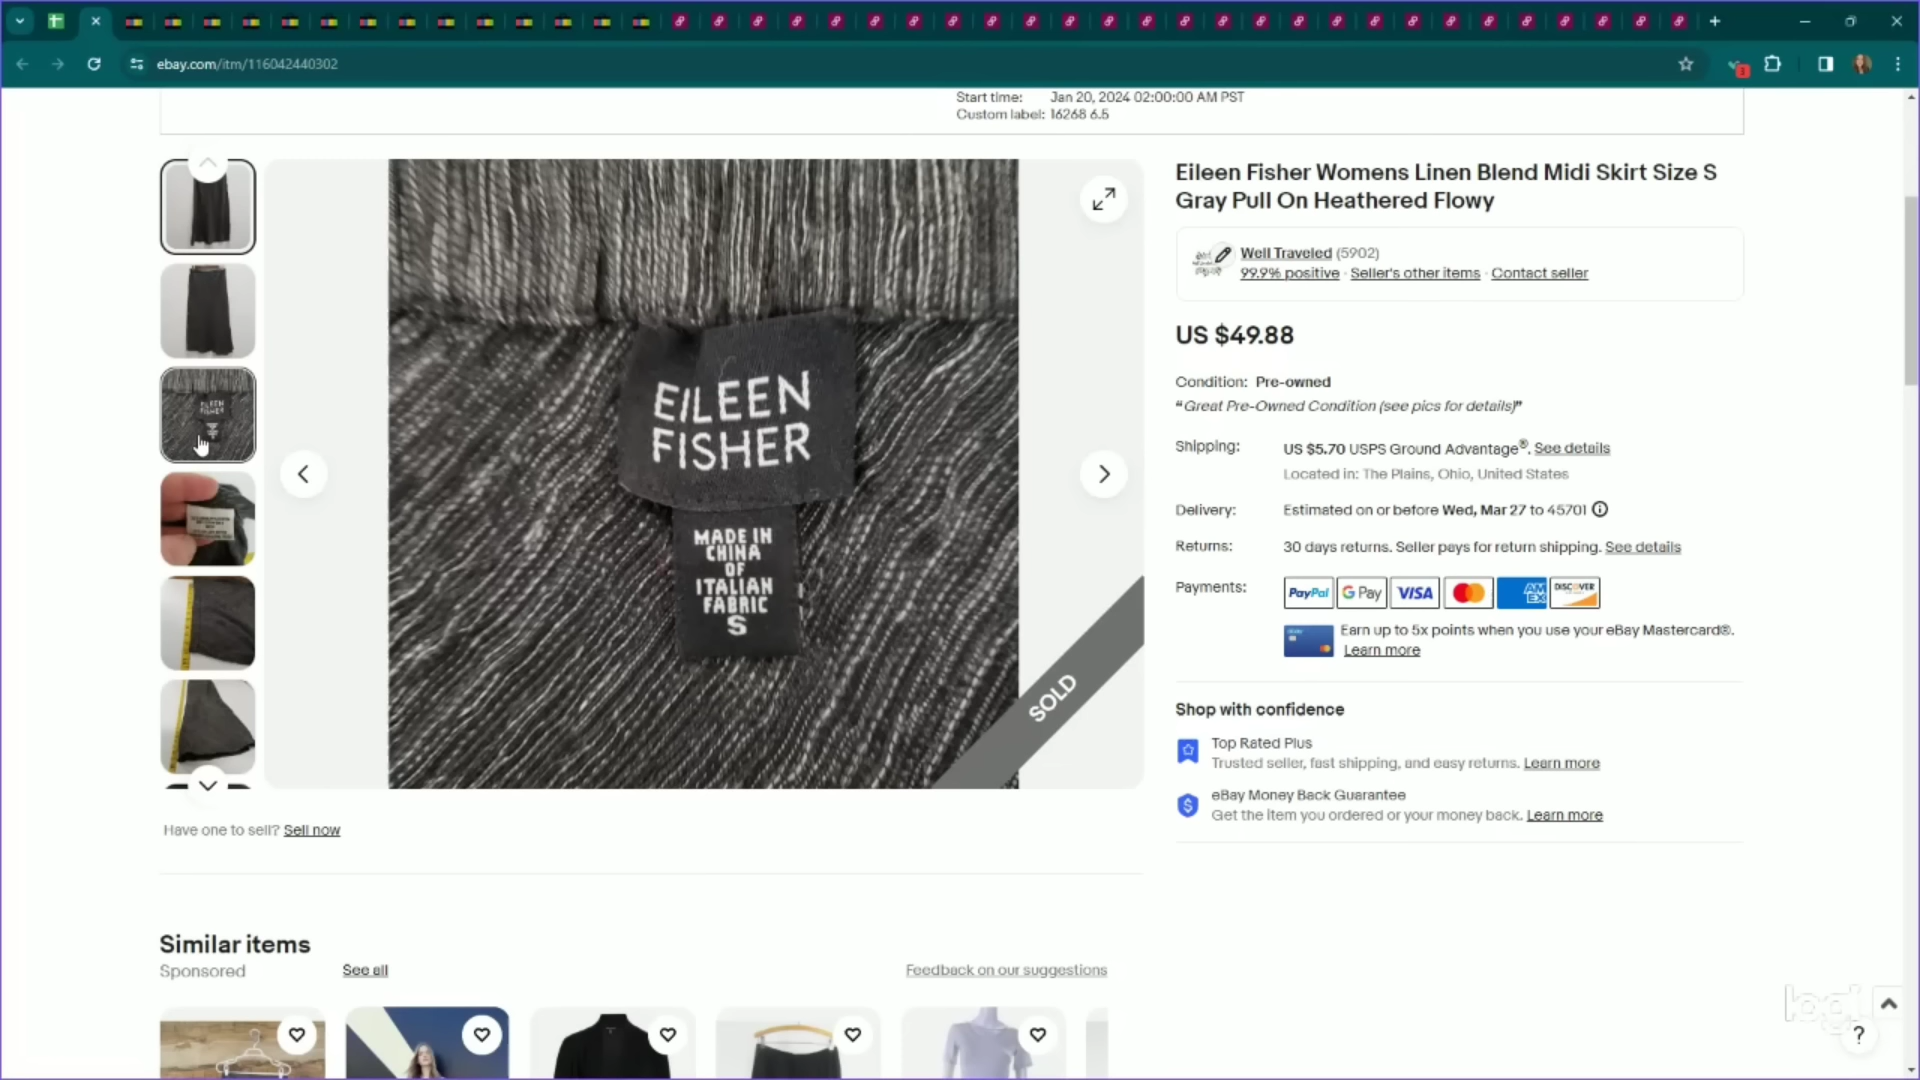 ebay.com/itm/116042440302
Start time: Jan 20, 2024 02:00:00 AM PST
Custom label: 16268 6.5
EILEEN
FISHER
MADE IN
CHINA
OF
ITALIAN
FABRIC
S
SOLD
Eileen Fisher Womens Linen Blend Midi Skirt Size S
Gray Pull On Heathered Flowy
Well Traveled (5902)
99.9% positive · Seller's other items · Contact seller
US $49.88
Condition: Pre-owned
“Great Pre-Owned Condition (see pics for details)”
Shipping: US $5.70 USPS Ground Advantage®. See details
Located in: The Plains, Ohio, United States
Delivery: Estimated on or before Wed, Mar 27 to 45701
Returns: 30 days returns. Seller pays for return shipping. See details
Payments: PayPal G Pay VISA AM EX DISCOVER
Earn up to 5x points when you use your eBay Mastercard®.
Learn more
Shop with confidence
Top Rated Plus
Trusted seller, fast shipping, and easy returns. Learn more
eBay Money Back Guarantee
Get the item you ordered or your money back. Learn more
Have one to sell? Sell now
Similar items
Sponsored See all Feedback on our suggestions
logi
?